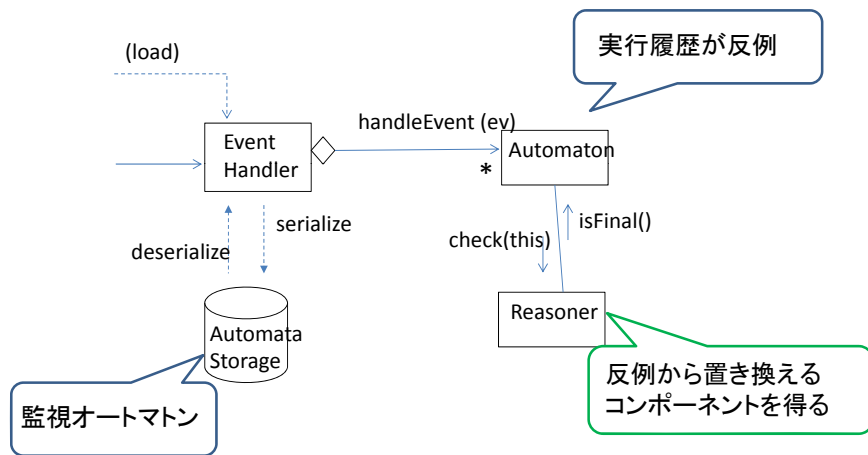 (load)
実行履歴が反例
handleEvent (ev)
Event
Handler
Automaton
*
serialize
deserialize
isFinal()
check(this)
Automata
Storage
Reasoner
監視オートマトン
反例から置き換える
コンポーネントを得る